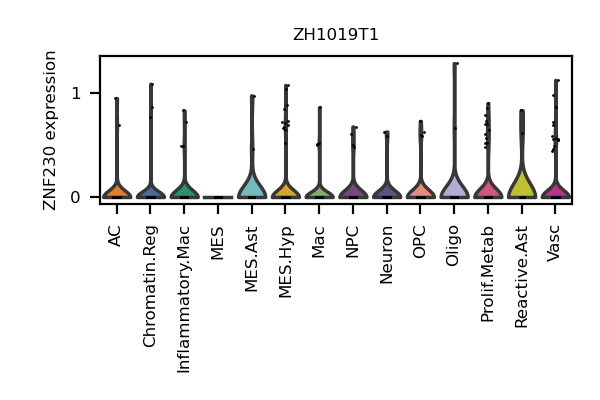 ZH1019T1
ZNF230 expression
1
0
AC
Chromatin.Reg
Inflammatory.Mac
MES
MES.Ast
MES.Hyp
Mac
NPC
Neuron
OPC
Oligo
Prolif.Metab
Reactive.Ast
Vasc